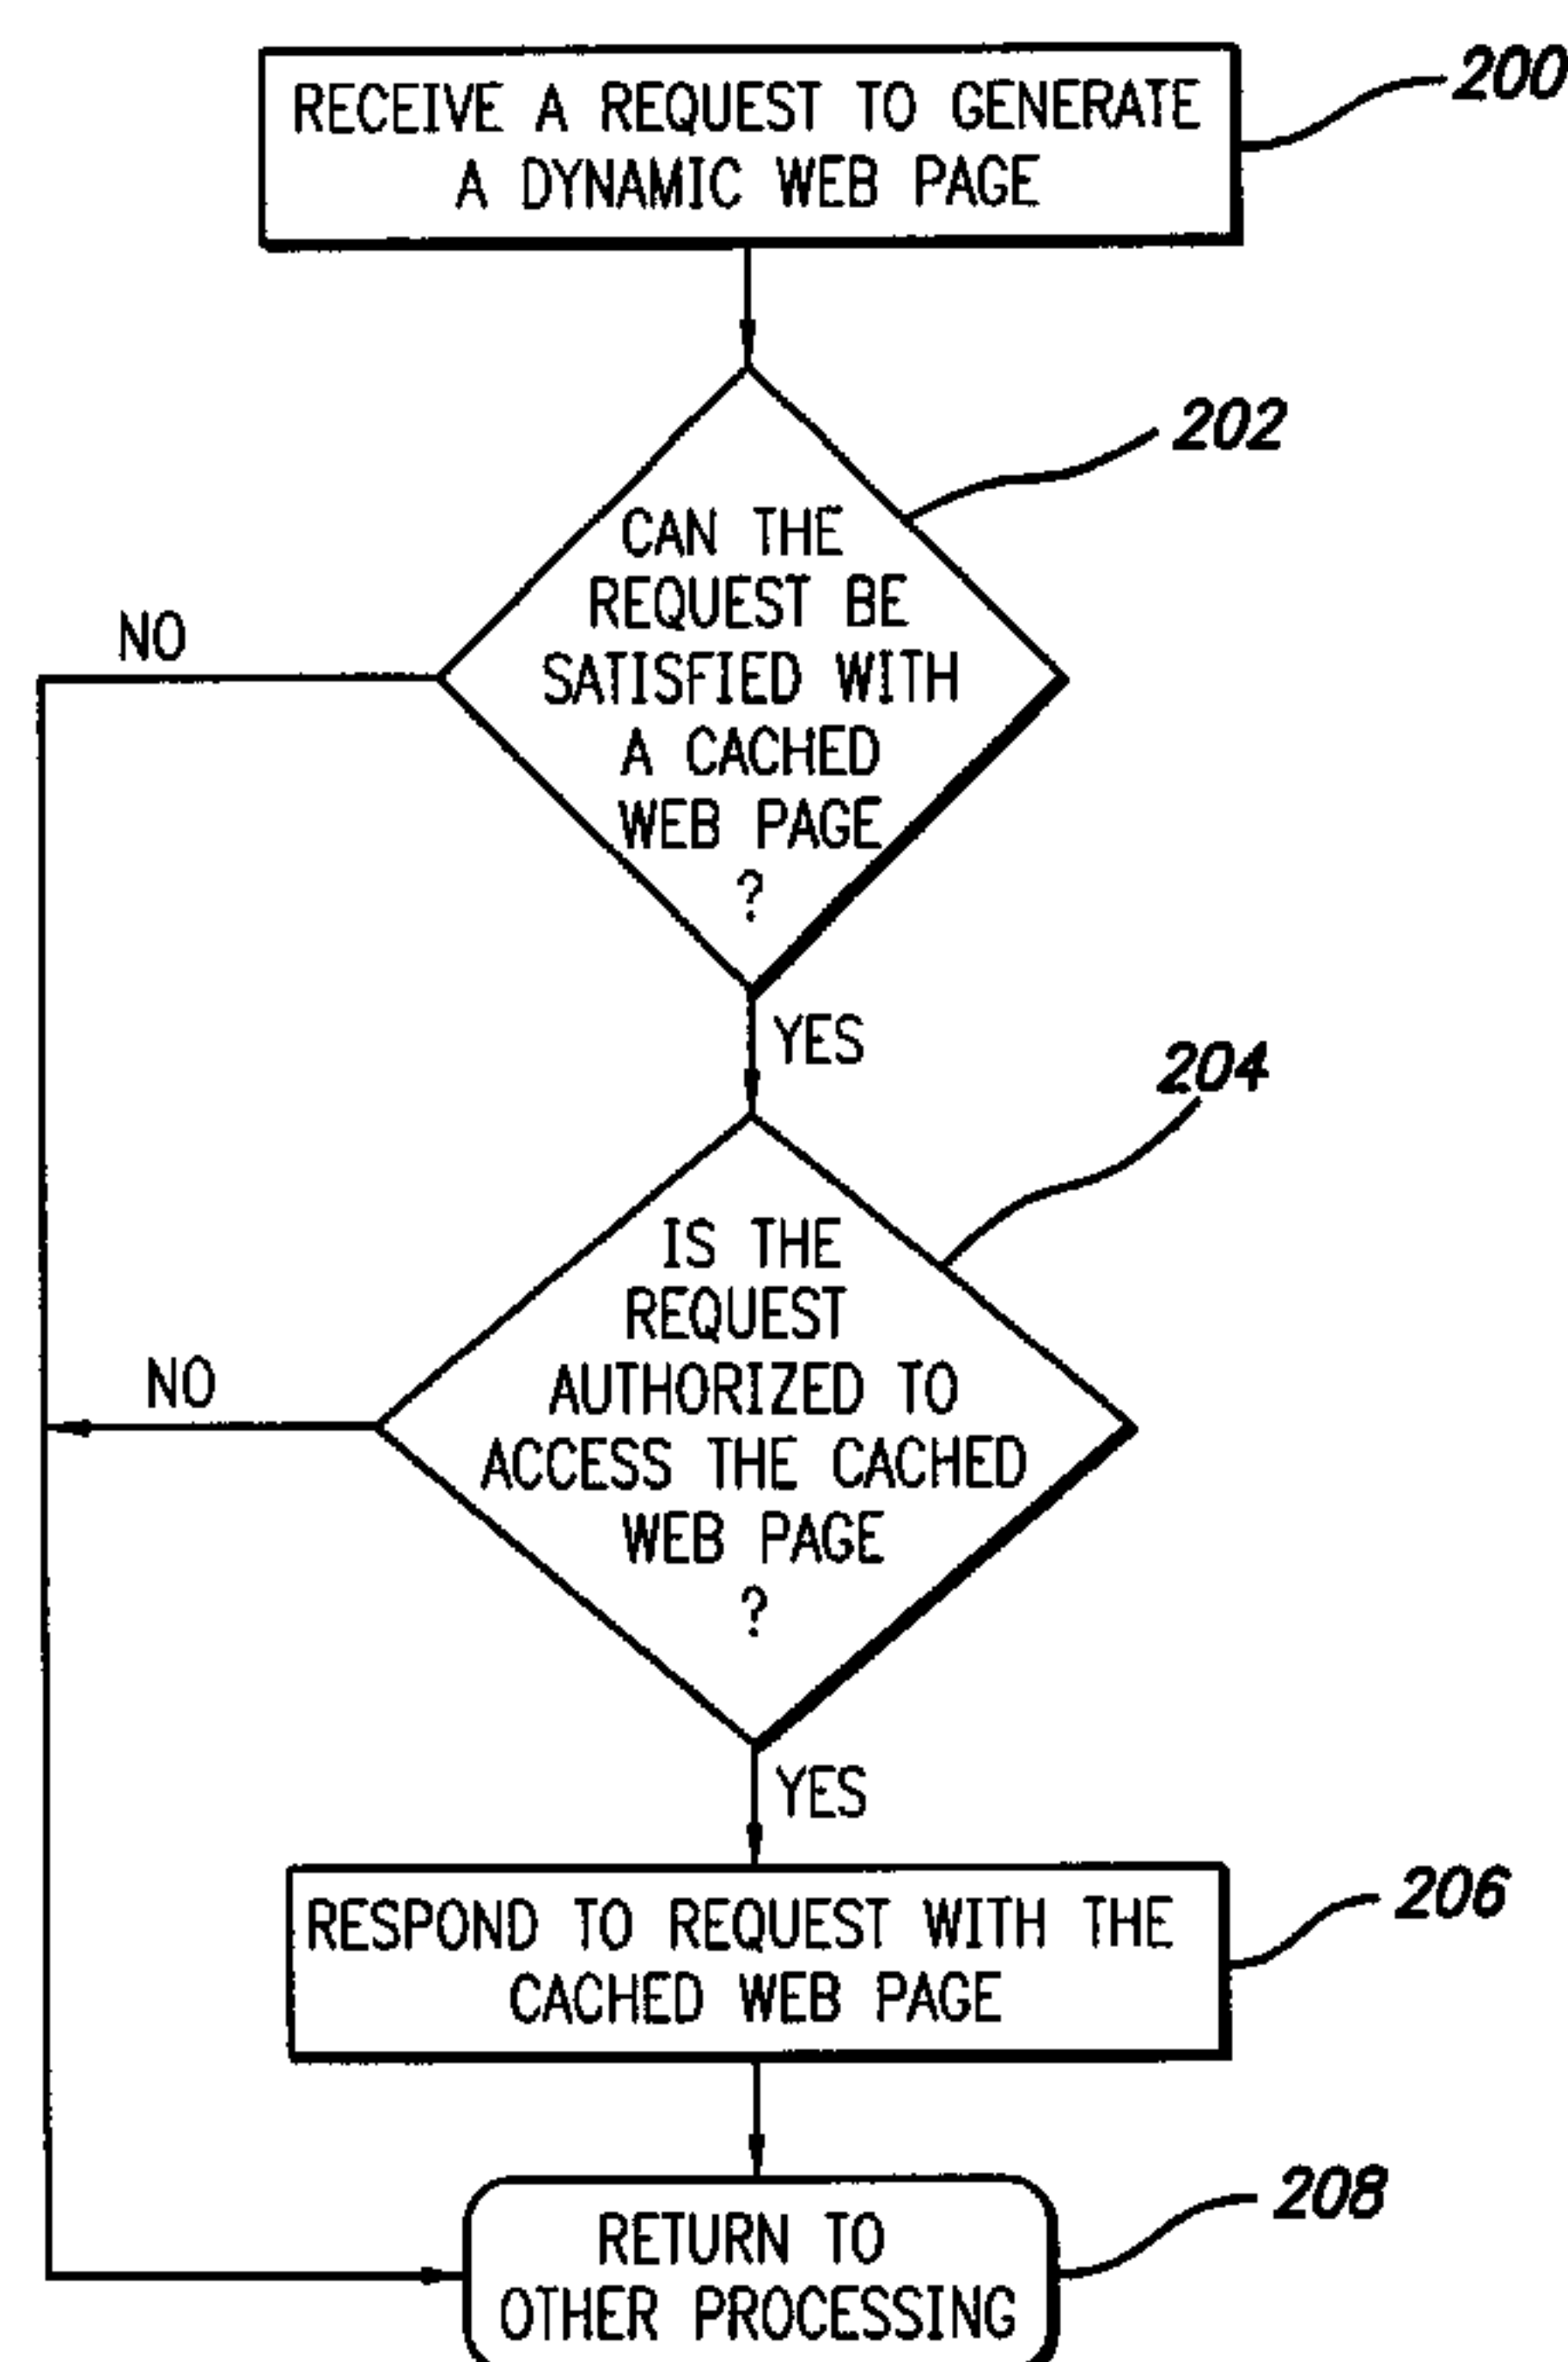 RECEIVE A REQUEST TO GENERATE
A DYNAMIC WEB PAGE
200
202
CAN THE
REQUEST BE
SATISFIED WITH
A CACHED
WEB PAGE
?
NO
YES
204
IS THE
REQUEST
AUTHORIZED TO
ACCESS THE CACHED
WEB PAGE
?
NO
YES
RESPOND TO REQUEST WITH THE
CACHED WEB PAGE
206
RETURN TO
OTHER PROCESSING
208